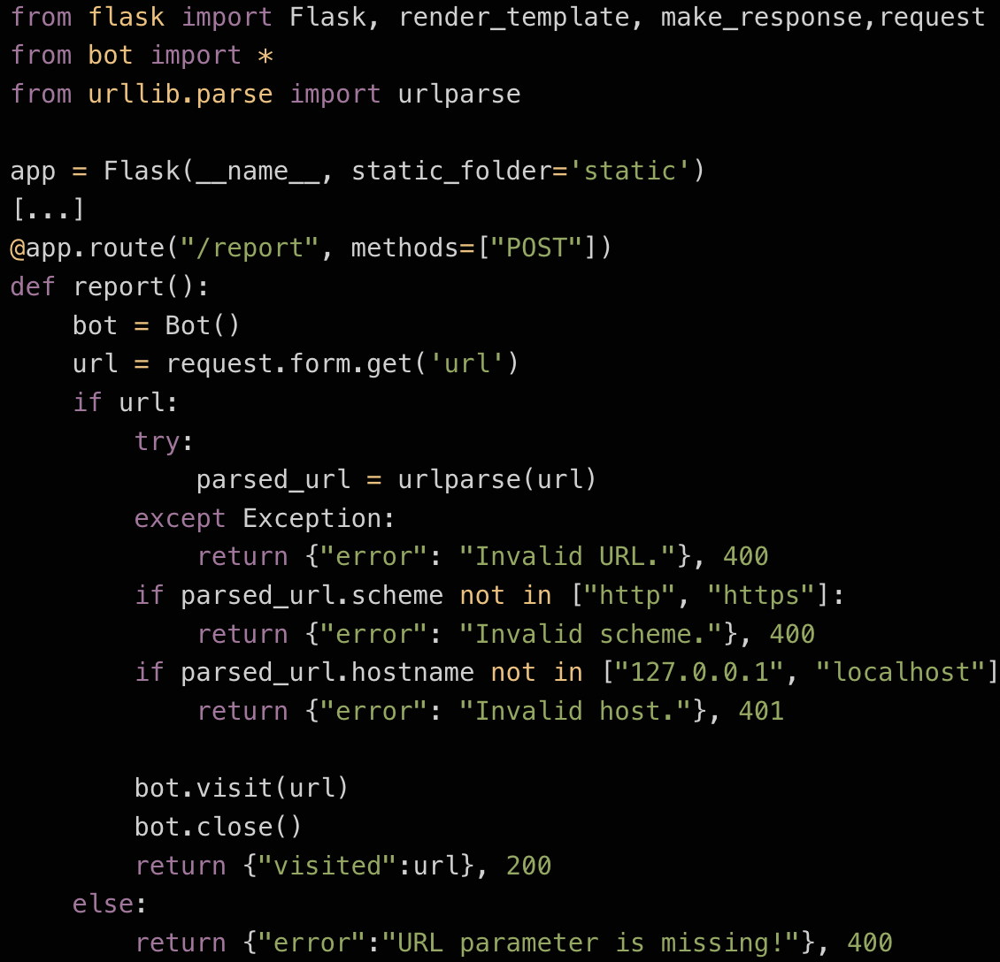 from flask import Flask, render_template, make_response,request
from bot import *
from urllib.parse import urlparse

app = Flask(__name__, static_folder='static')
[...]
@app.route("/report", methods=["POST"])
def report():
    bot = Bot()
    url = request.form.get('url')
    if url:
        try:
            parsed_url = urlparse(url)
        except Exception:
            return {"error": "Invalid URL."}, 400
        if parsed_url.scheme not in ["http", "https"]:
            return {"error": "Invalid scheme."}, 400
        if parsed_url.hostname not in ["127.0.0.1", "localhost"]
            return {"error": "Invalid host."}, 401

        bot.visit(url)
        bot.close()
        return {"visited":url}, 200
    else:
        return {"error":"URL parameter is missing!"}, 400